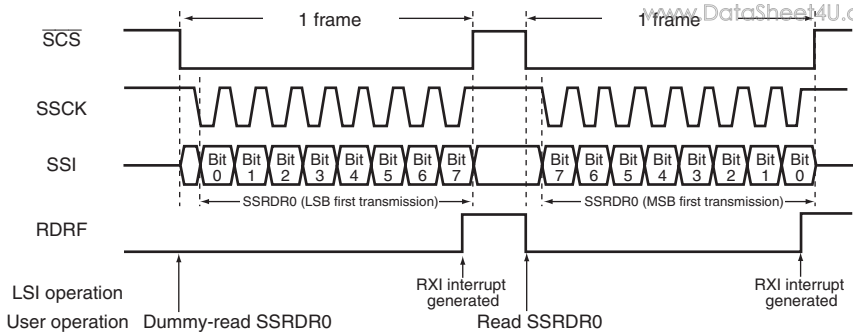 www.DataSheet4U.c
1 frame 1 frame
SCS
SSCK
SSI Bit 0 Bit 1 Bit 2 Bit 3 Bit 4 Bit 5 Bit 6 Bit 7 Bit 7 Bit 6 Bit 5 Bit 4 Bit 3 Bit 2 Bit 1 Bit 0
SSRDR0 (LSB first transmission) SSRDR0 (MSB first transmission)
RDRF
LSI operation RXI interrupt generated RXI interrupt generated
User operation Dummy-read SSRDR0 Read SSRDR0